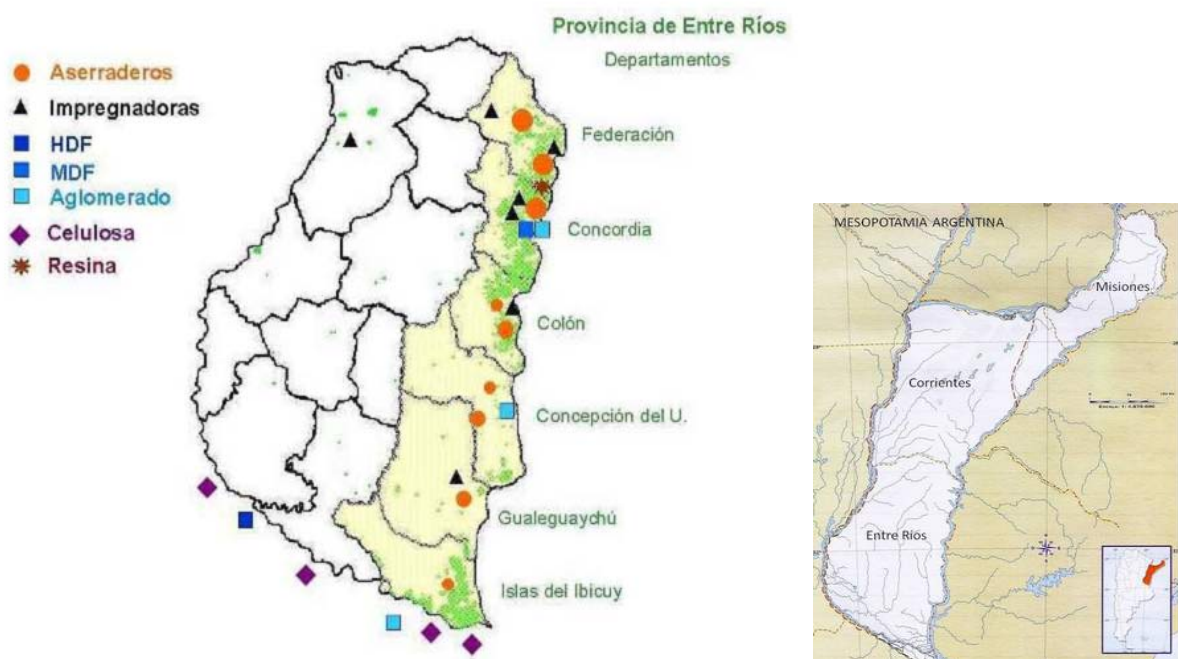 Provincia de Entre Ríos
Departamentos
Aserraderos
Impregnadoras
HDF
MDF
Aglomerado
Celulosa
Resina
Federación
Concordia
Colón
Concepción del U.
Gualeguaychú
Islas del Ibicuy
MESOPOTAMIA ARGENTINA
Misiones
Corrientes
Entre Ríos